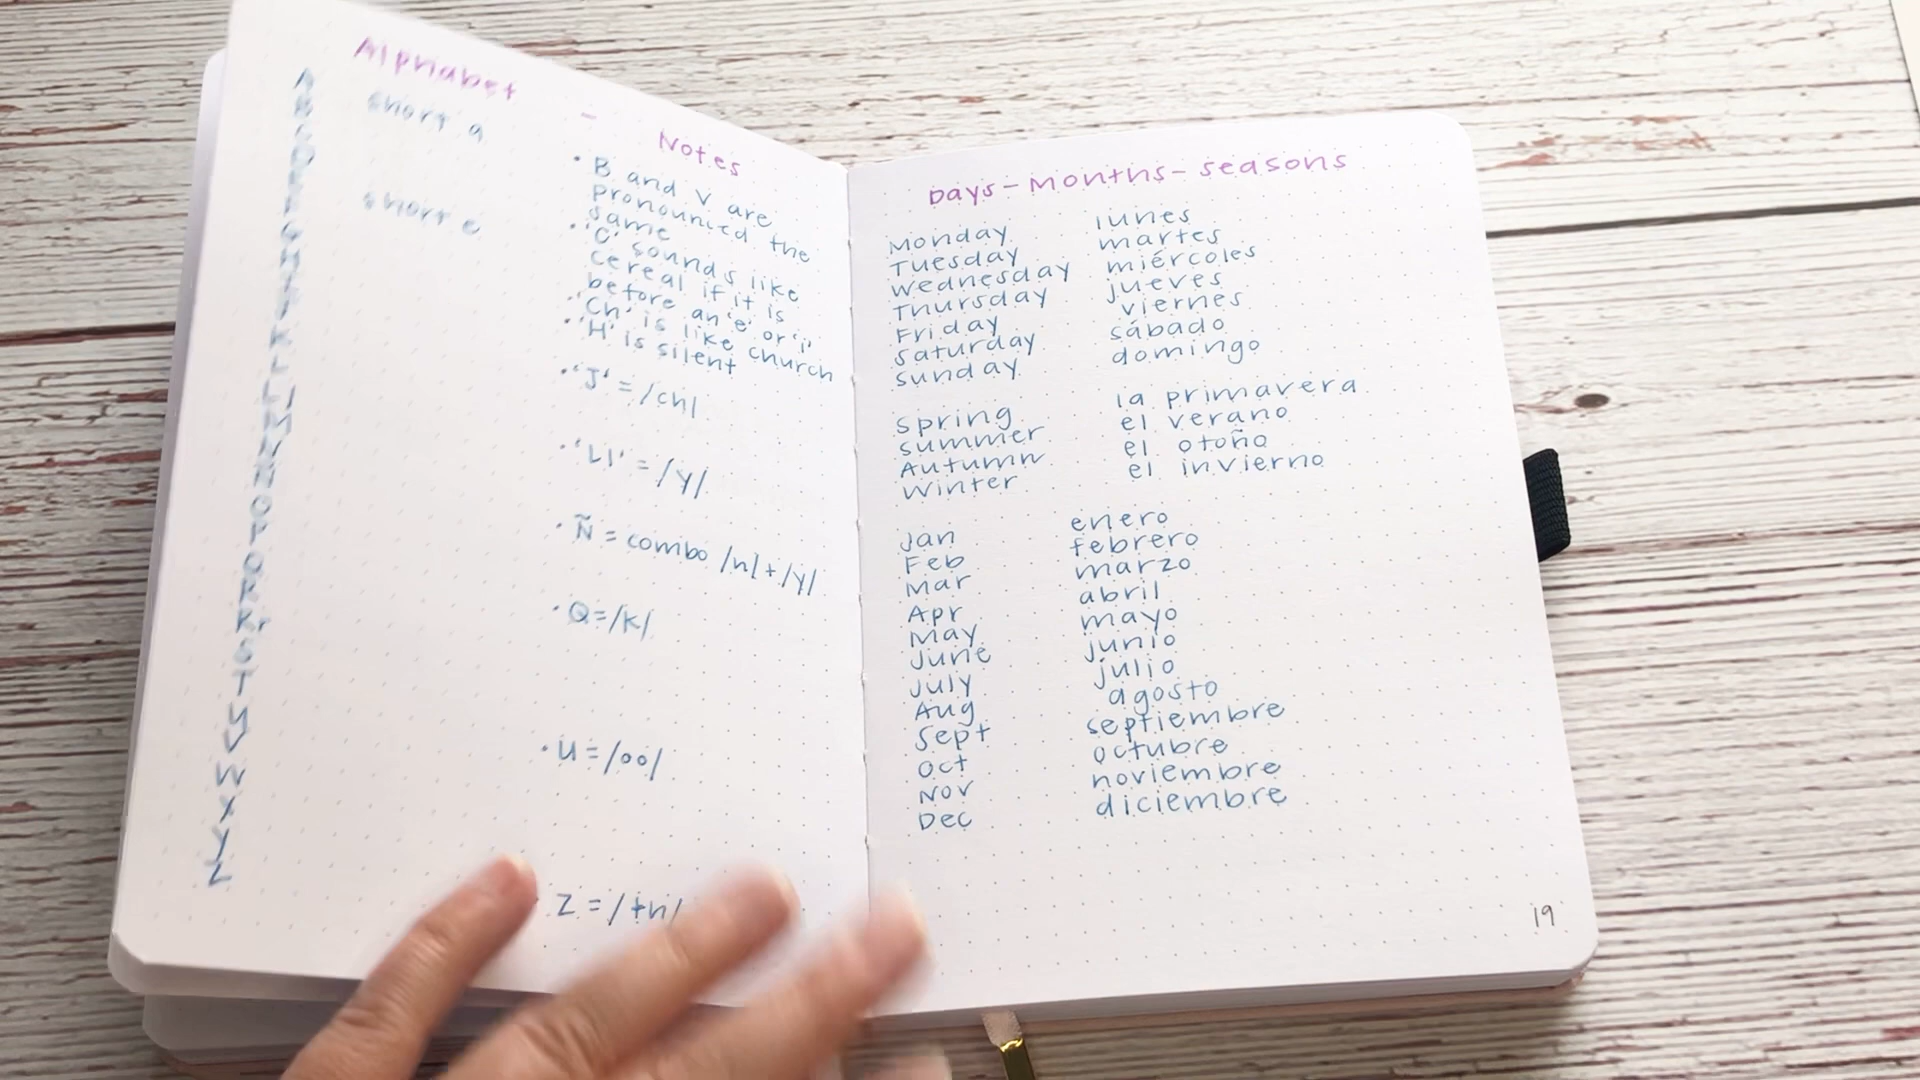 Alphabet - Notes
short a
short e
A
B
C
D
E
F
• B and V are
pronounced the
same
• 'C' sounds like
cereal if it is
before an 'e' or 'i'
• 'Ch' is like church
• 'H' is silent
• 'J' = /ch/
• 'Ll' = /y/
• Ñ = combo /n/+/y/
• Q=/k/
• U = /oo/
Z = /th/
L
L
M
N
Ñ
O
P
Q
R
S
T
U
V
W
X
Y
Z
Days - Months - Seasons
Monday lunes
Tuesday martes
Wednesday miércoles
Thursday jueves
Friday viernes
Saturday sábado
Sunday domingo
Spring la primavera
Summer el verano
Autumn el otoño
Winter el invierno
Jan enero
Feb febrero
Mar marzo
Apr abril
May mayo
June junio
July julio
Aug agosto
Sept septiembre
Oct octubre
Nov noviembre
Dec diciembre
19